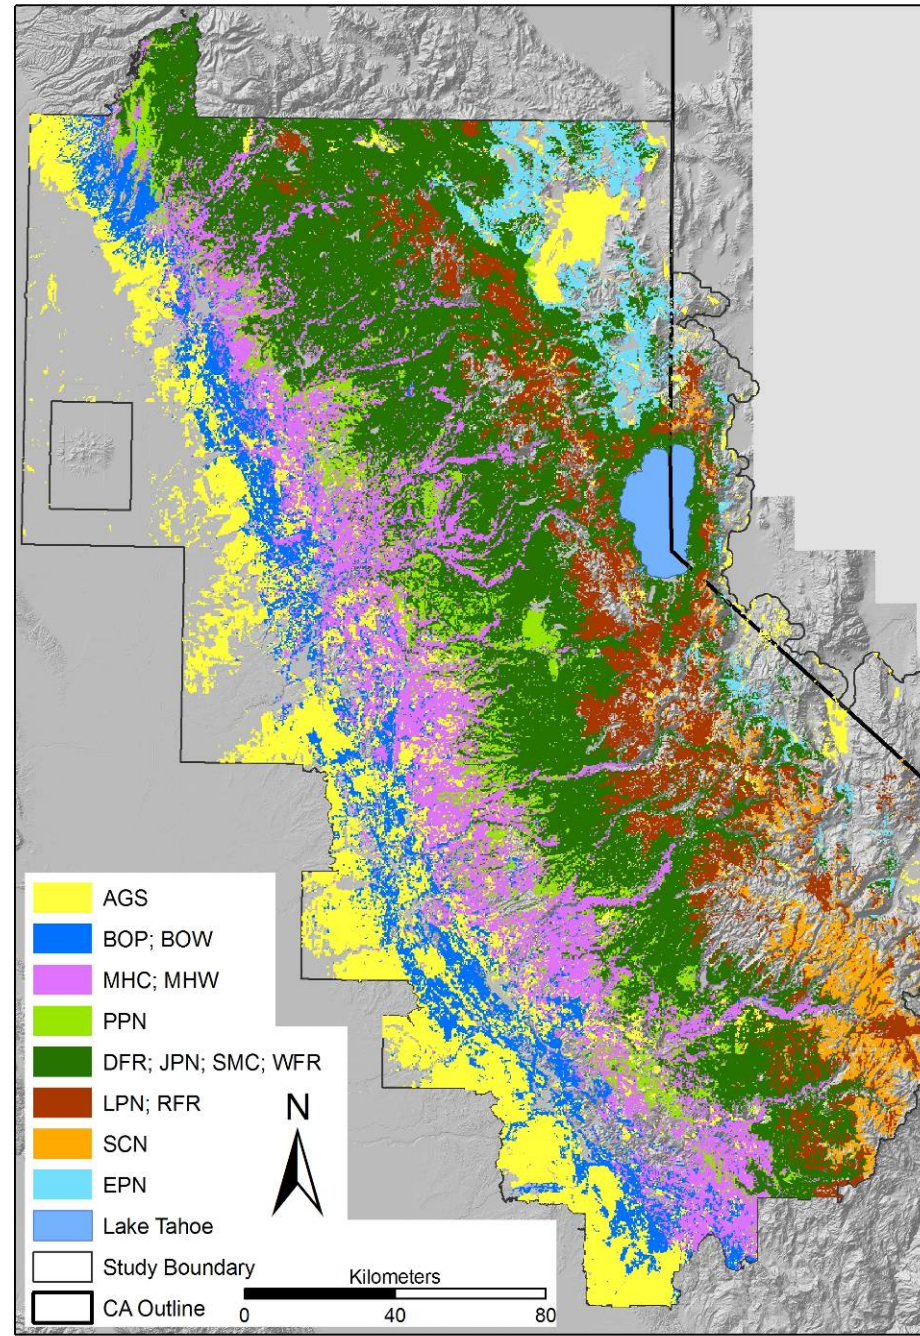 AGS
BOP; BOW
MHC; MHW
PPN
DFR; JPN; SMC; WFR
LPN; RFR
SCN
EPN
Lake Tahoe
Study Boundary
CA Outline
N
Kilometers
0 40 80